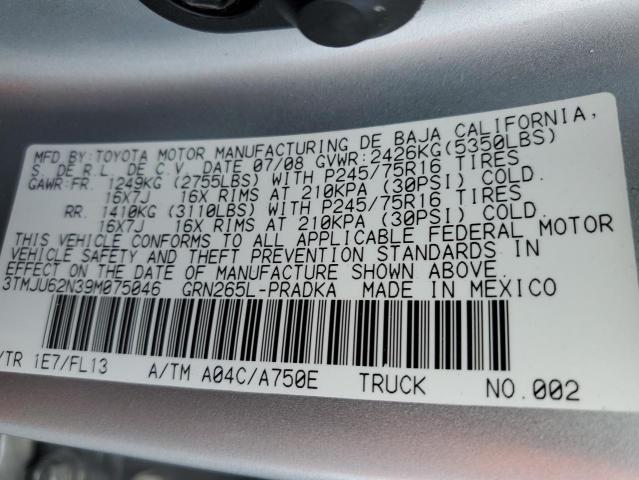 MFD BY:TOYOTA MOTOR MANUFACTURING DE BAJA CALIFORNIA,
S. DE R.L. DE C.V. DATE 07/08 GVWR:2426KG(5350LBS)
GAWR:FR. 1249KG (2755LBS) WITH P245/75R16 TIRES
16X7J 16X RIMS AT 210KPA (30PSI) COLD.
RR. 1410KG (3110LBS) WITH P245/75R16 TIRES
16X7J 16X RIMS AT 210KPA (30PSI) COLD.
THIS VEHICLE CONFORMS TO ALL APPLICABLE FEDERAL MOTOR
VEHICLE SAFETY AND THEFT PREVENTION STANDARDS IN
EFFECT ON THE DATE OF MANUFACTURE SHOWN ABOVE.
3TMJU62N39M075046 GRN265L-PRADKA MADE IN MEXICO
/TR 1E7/FL13 A/TM A04C/A750E TRUCK NO.002